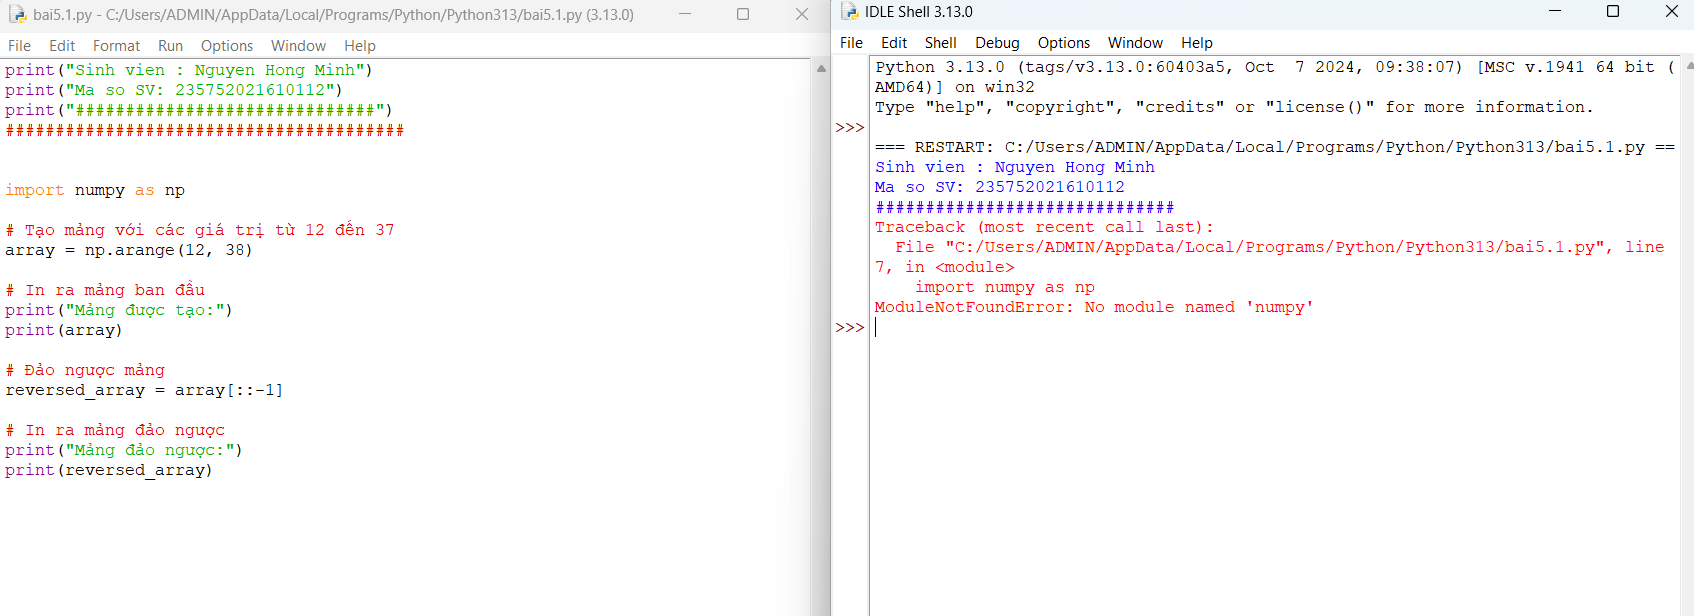 bai5.1.py - C:/Users/ADMIN/AppData/Local/Programs/Python/Python313/bai5.1.py (3.13.0)
File Edit Format Run Options Window Help
print("Sinh vien : Nguyen Hong Minh")
print("Ma so SV: 235752021610112")
print("##############################")
########################################
import numpy as np
# Tạo mảng với các giá trị từ 12 đến 37
array = np.arange(12, 38)
# In ra mảng ban đầu
print("Mảng được tạo:")
print(array)
# Đảo ngược mảng
reversed_array = array[::-1]
# In ra mảng đảo ngược
print("Mảng đảo ngược:")
print(reversed_array)
IDLE Shell 3.13.0
File Edit Shell Debug Options Window Help
Python 3.13.0 (tags/v3.13.0:60403a5, Oct  7 2024, 09:38:07) [MSC v.1941 64 bit (
AMD64)] on win32
Type "help", "copyright", "credits" or "license()" for more information.
>>>
=== RESTART: C:/Users/ADMIN/AppData/Local/Programs/Python/Python313/bai5.1.py ==
Sinh vien : Nguyen Hong Minh
Ma so SV: 235752021610112
##############################
Traceback (most recent call last):
  File "C:/Users/ADMIN/AppData/Local/Programs/Python/Python313/bai5.1.py", line
7, in <module>
    import numpy as np
ModuleNotFoundError: No module named 'numpy'
>>>